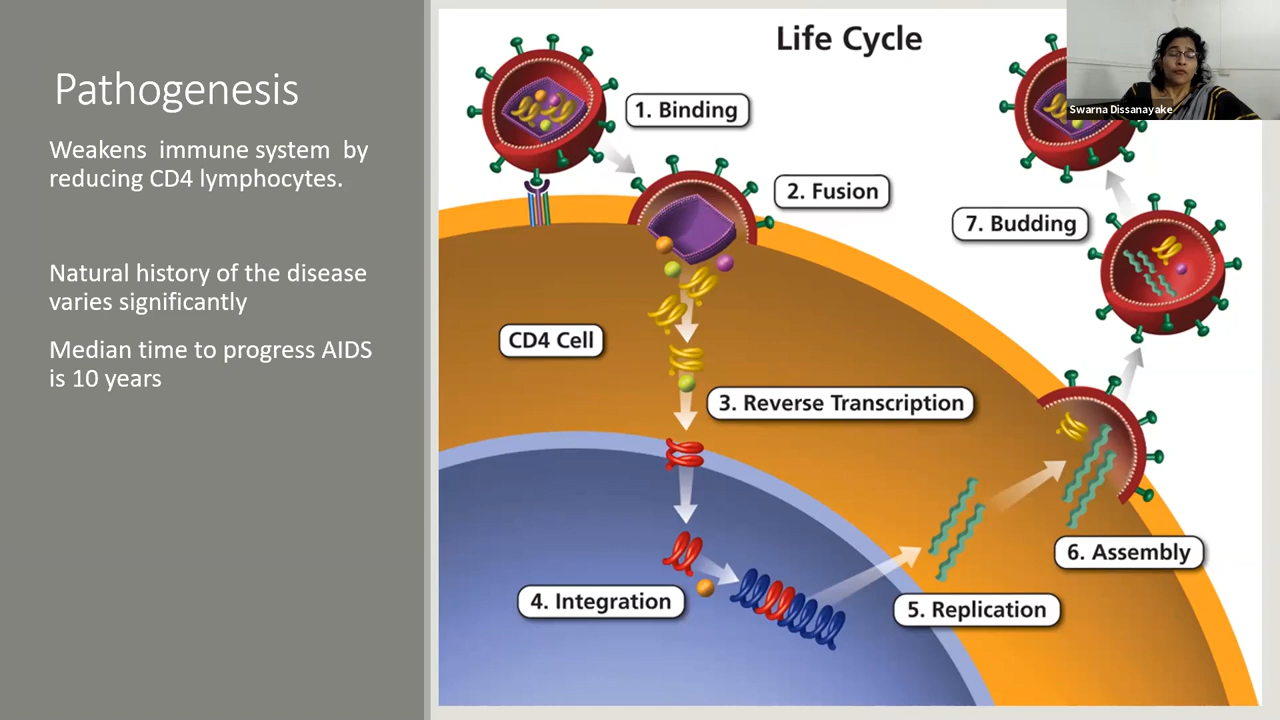 Pathogenesis
Weakens immune system by
reducing CD4 lymphocytes.
Natural history of the disease
varies significantly
Median time to progress AIDS
is 10 years
Life Cycle
1. Binding
2. Fusion
CD4 Cell
3. Reverse Transcription
4. Integration
5. Replication
6. Assembly
7. Budding
Swarna Dissanayake